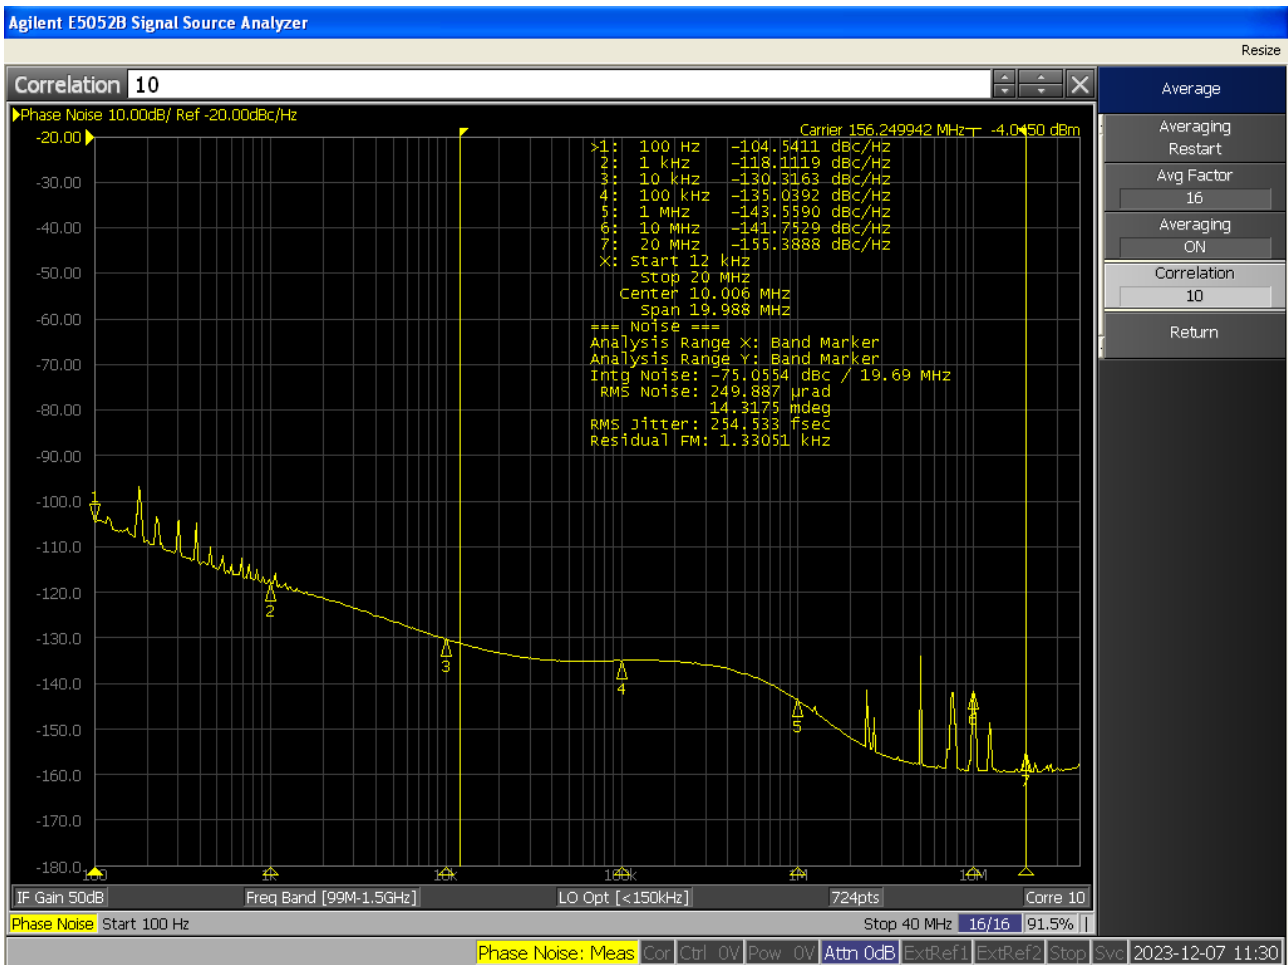 Agilent E5052B Signal Source Analyzer
Resize
Correlation 10
Phase Noise 10.00dB/ Ref -20.00dBc/Hz
Carrier 156.249942 MHz -4.0450 dBm
-20.00
-30.00
-40.00
-50.00
-60.00
-70.00
-80.00
-90.00
-100.0
-110.0
-120.0
-130.0
-140.0
-150.0
-160.0
-170.0
-180.0
>1: 100 Hz -104.5411 dBc/Hz
2: 1 kHz -118.1119 dBc/Hz
3: 10 kHz -130.3163 dBc/Hz
4: 100 kHz -135.0392 dBc/Hz
5: 1 MHz -143.5590 dBc/Hz
6: 10 MHz -141.7529 dBc/Hz
7: 20 MHz -155.3888 dBc/Hz
X: Start 12 kHz
Stop 20 MHz
Center 10.006 MHz
Span 19.988 MHz
=== Noise ===
Analysis Range X: Band Marker
Analysis Range Y: Band Marker
Intg Noise: -75.0554 dBc / 19.69 MHz
RMS Noise: 249.887 µrad
14.3175 mdeg
RMS Jitter: 254.533 fsec
Residual FM: 1.33051 kHz
1
2
3
4
5
6
7
100
1k
10k
100k
1M
10M
IF Gain 50dB
Freq Band [99M-1.5GHz]
LO Opt [<150kHz]
724pts
Corre 10
Phase Noise Start 100 Hz
Stop 40 MHz 16/16 91.5%
Phase Noise: Meas Cor Ctrl 0V Pow 0V Attn 0dB ExtRef1 ExtRef2 Stop Svc 2023-12-07 11:30
Average
Averaging
Restart
Avg Factor
16
Averaging
ON
Correlation
10
Return